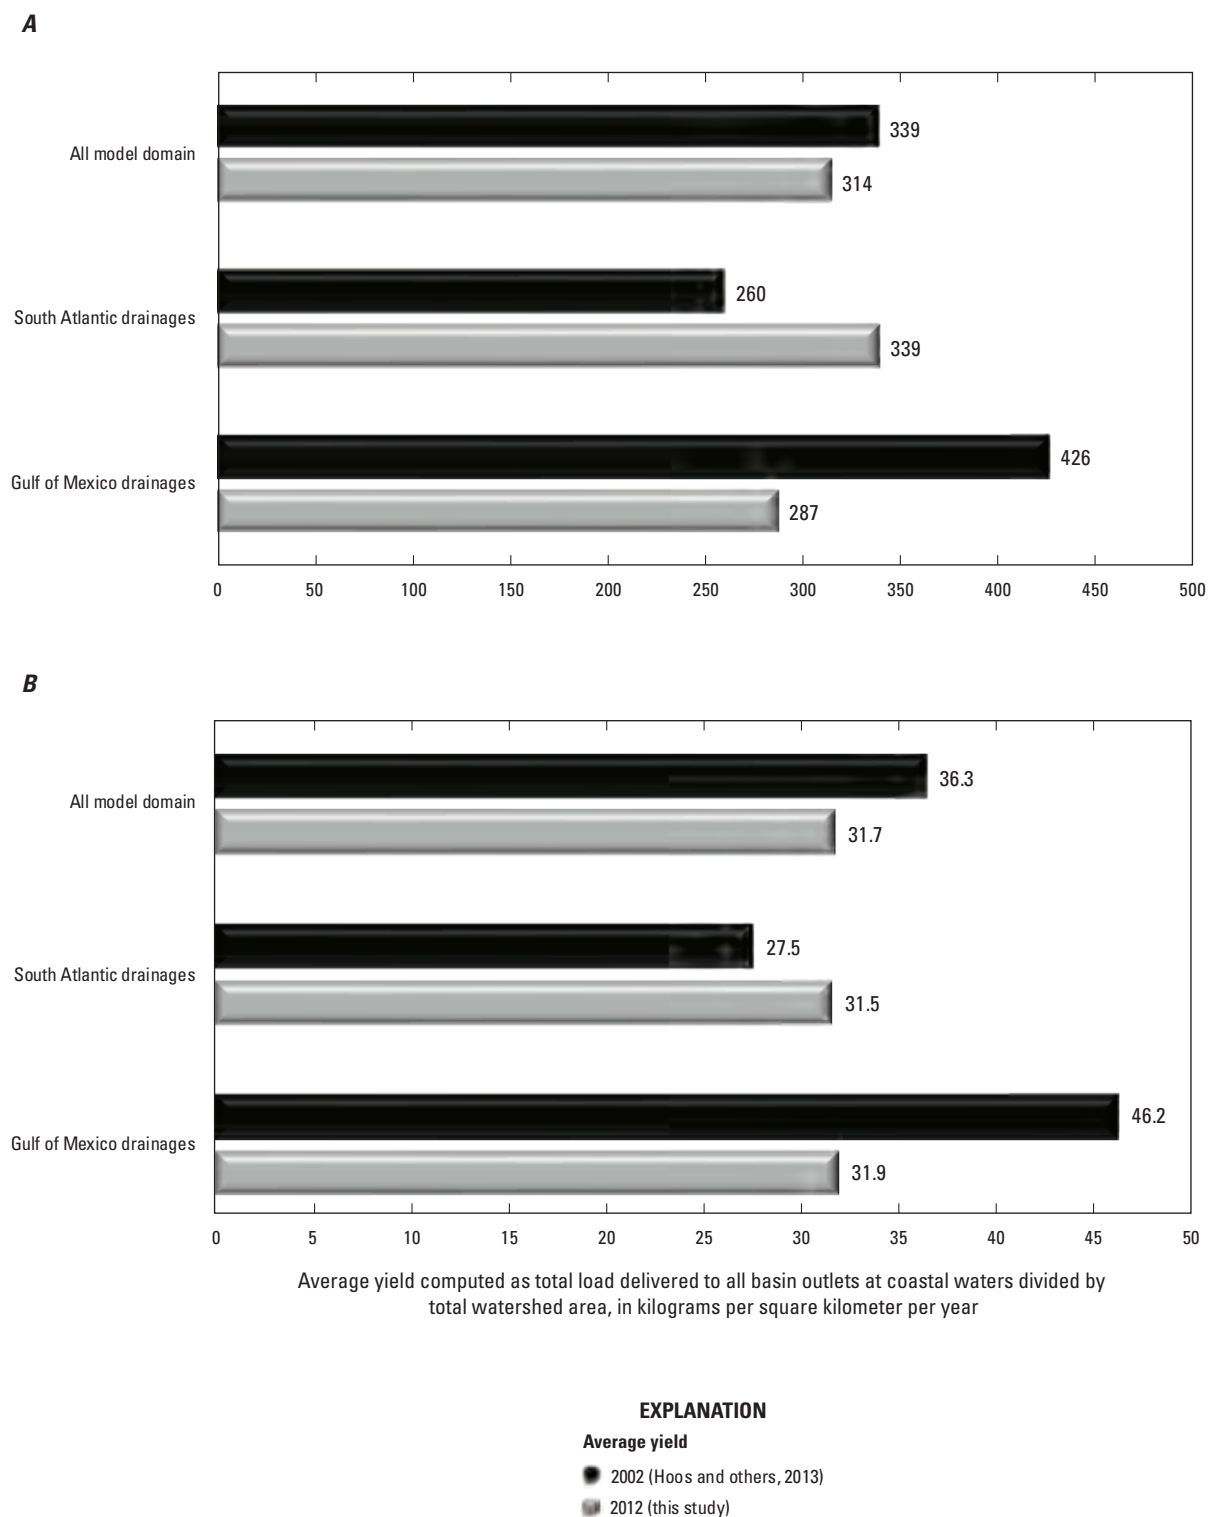 A
All model domain
339
314
South Atlantic drainages
260
339
Gulf of Mexico drainages
426
287
0 50 100 150 200 250 300 350 400 450 500
B
All model domain
36.3
31.7
South Atlantic drainages
27.5
31.5
Gulf of Mexico drainages
46.2
31.9
0 5 10 15 20 25 30 35 40 45 50
Average yield computed as total load delivered to all basin outlets at coastal waters divided by
total watershed area, in kilograms per square kilometer per year
EXPLANATION
Average yield
2002 (Hoos and others, 2013)
2012 (this study)